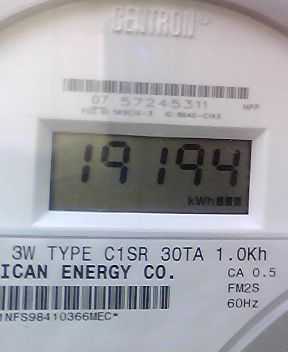 CENTRON
07 57245311 HPP
19194
kWh
3W TYPE C1SR 30TA 1.0Kh
ICAN ENERGY CO. CA 0.5
FM2S
60Hz
1NFS98410366MEC*